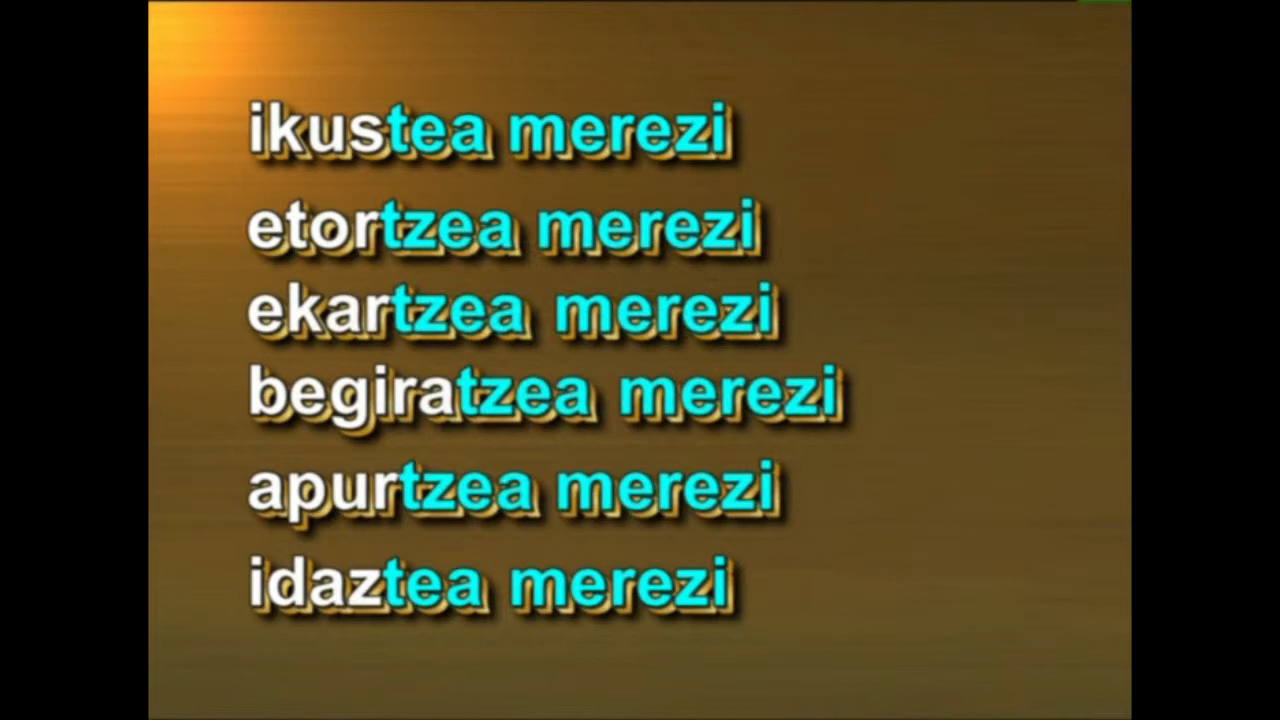 ikustea merezi
etortzea merezi
ekartzea merezi
begiratzea merezi
apurtzea merezi
idaztea merezi